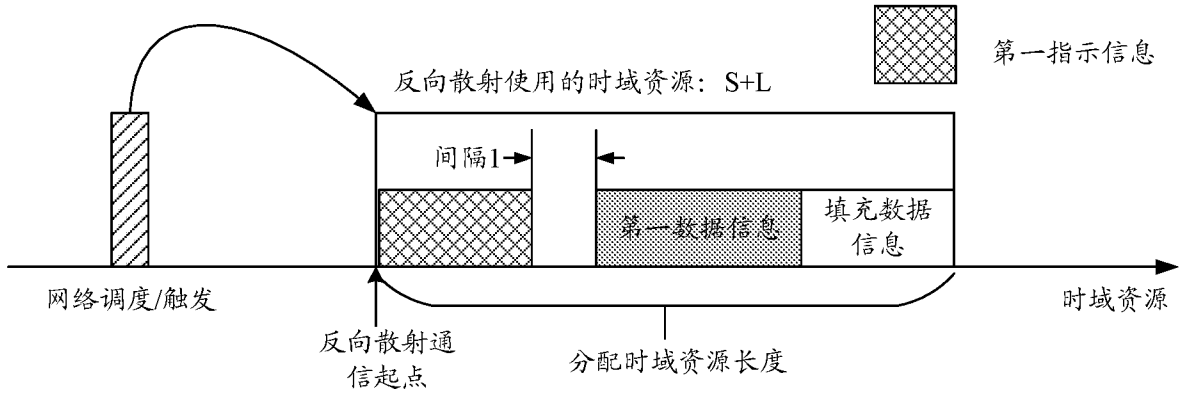 第一指示信息
反向散射使用的时域资源：S+L
间隔1
第一数据信息
填充数据
信息
网络调度/触发
时域资源
反向散射通
信起点
分配时域资源长度